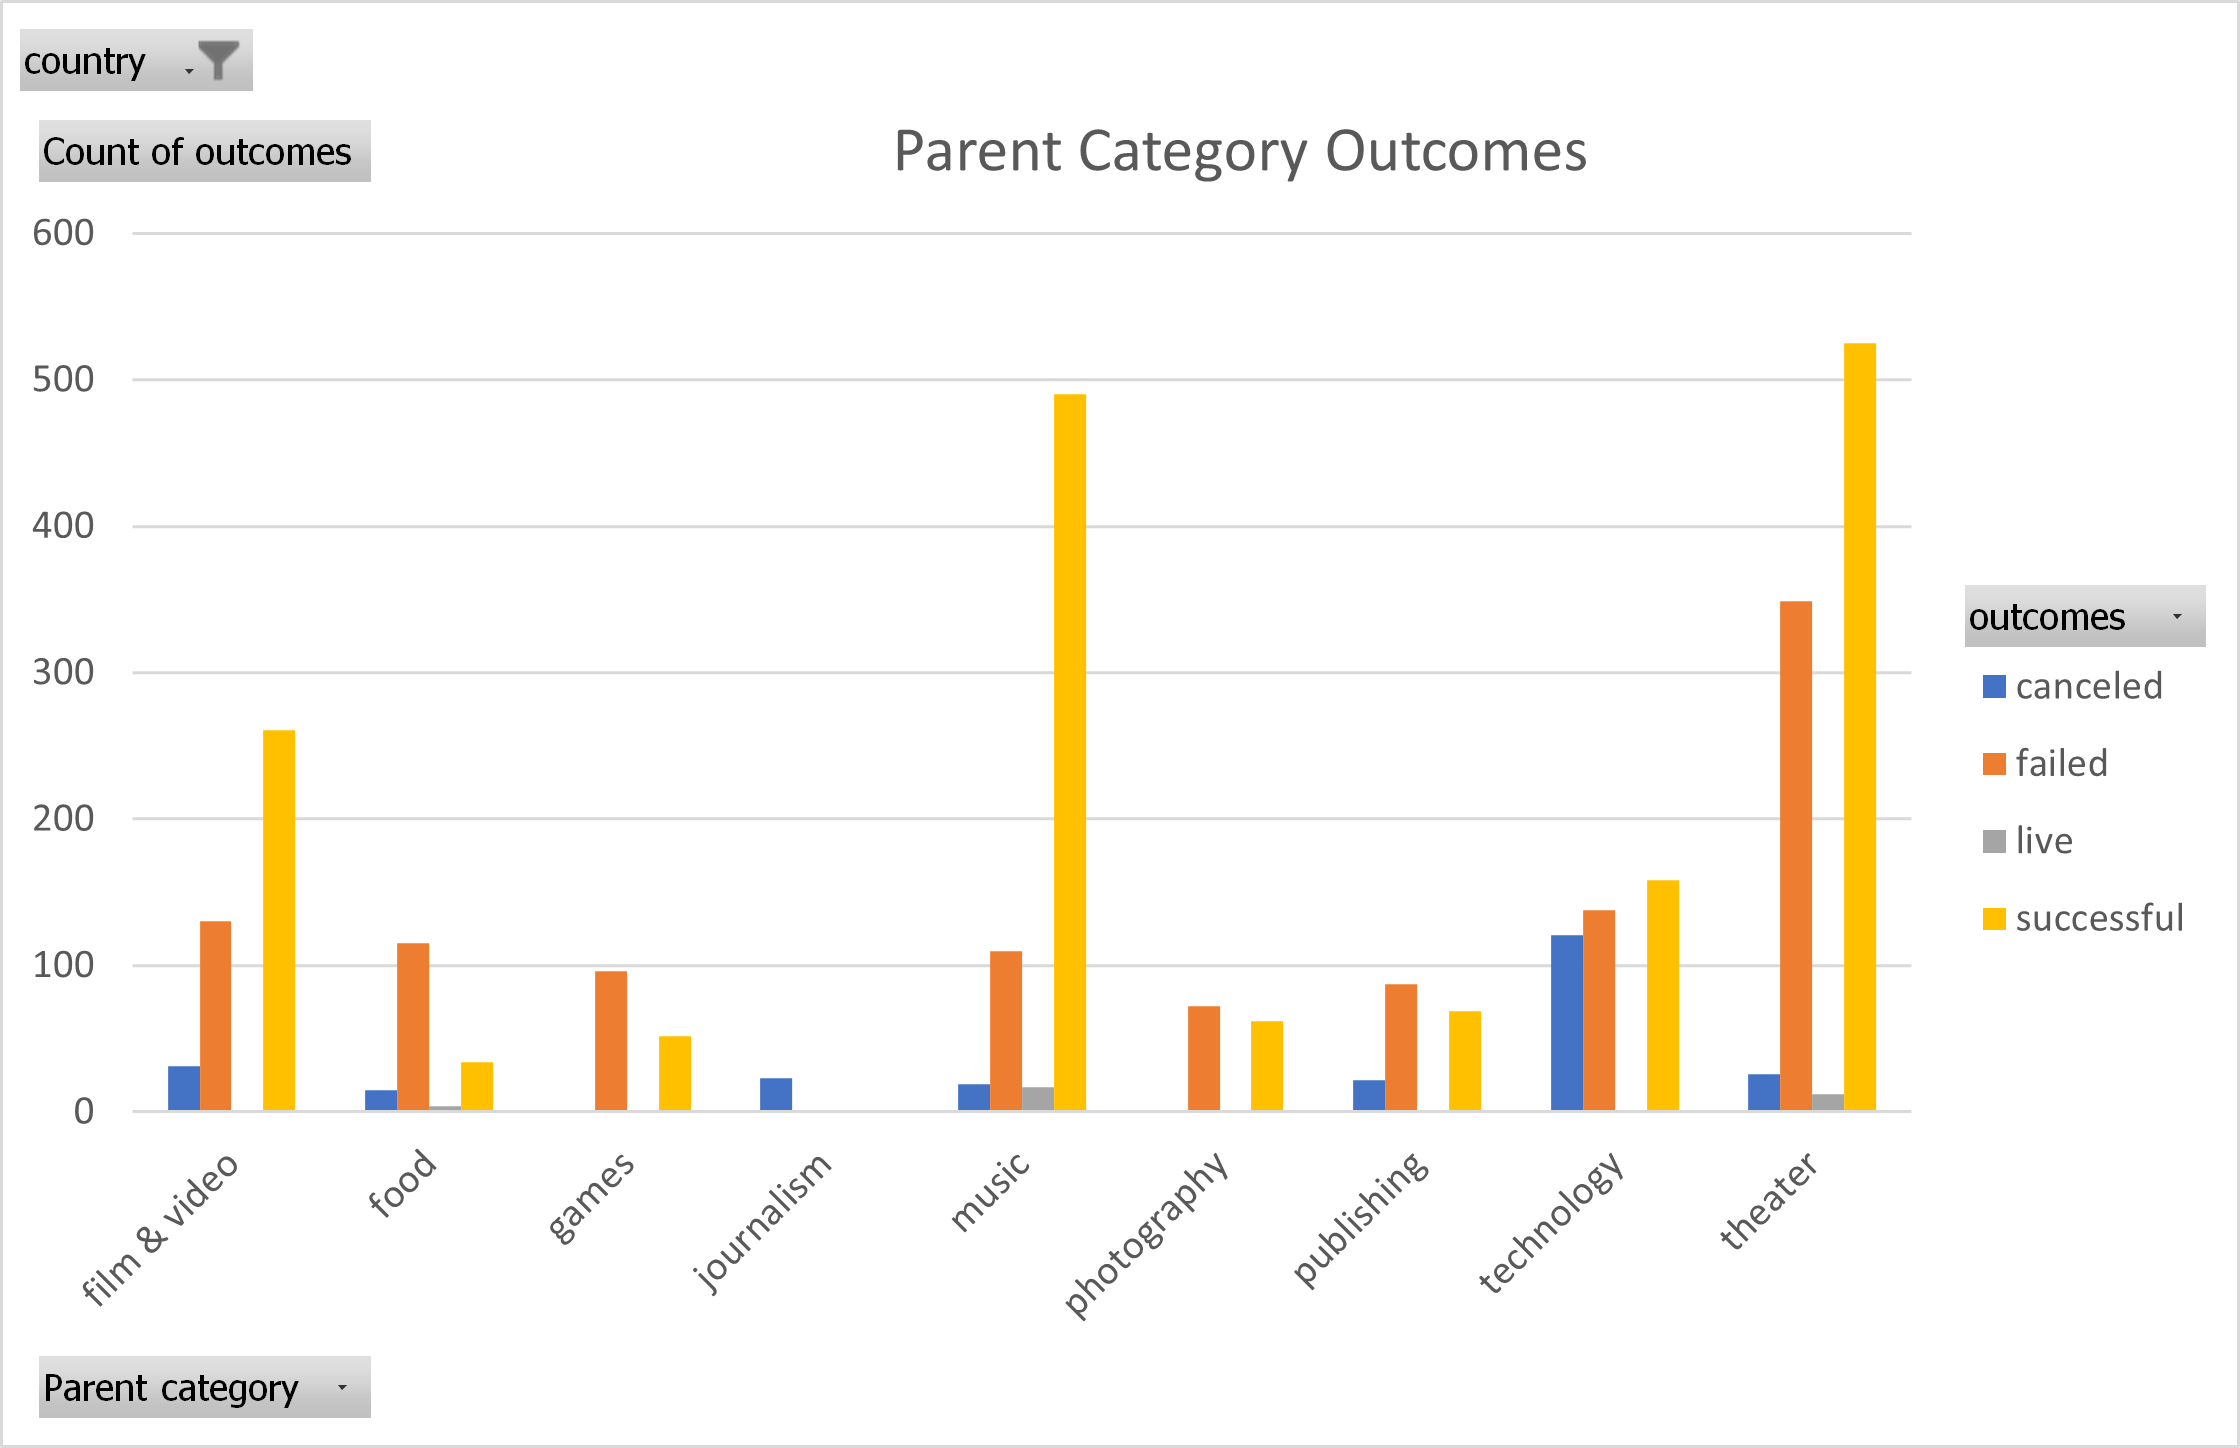 country
Count of outcomes
Parent Category Outcomes
600
500
400
300
200
100
0
film & video
food
games
journalism
music
photography
publishing
technology
theater
outcomes
canceled
failed
live
successful
Parent category